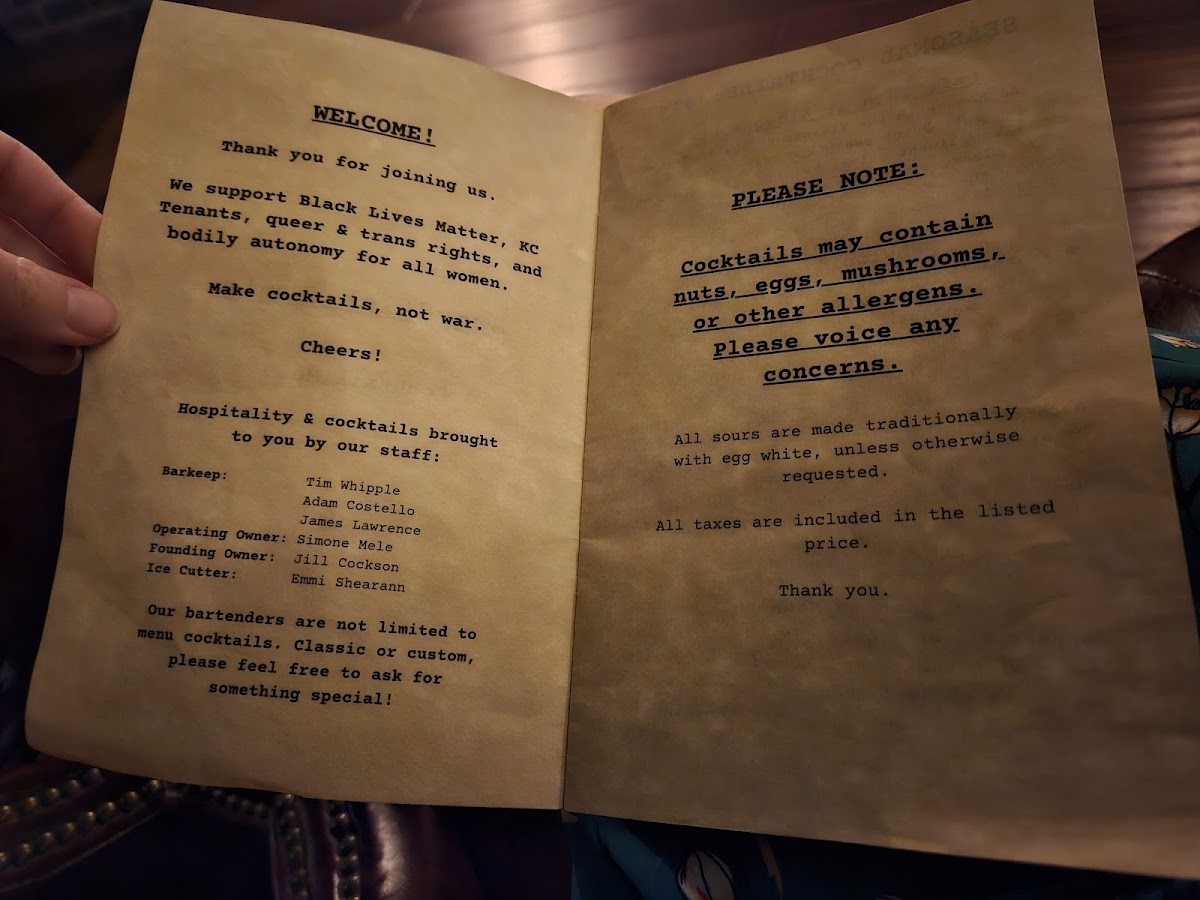 WELCOME!
Thank you for joining us.
We support Black Lives Matter, KC
Tenants, queer & trans rights, and
bodily autonomy for all women.
Make cocktails, not war.
Cheers!
Hospitality & cocktails brought
to you by our staff:
Barkeep: Tim Whipple
Adam Costello
James Lawrence
Operating Owner: Simone Mele
Founding Owner: Jill Cockson
Ice Cutter: Emmi Shearann
Our bartenders are not limited to
menu cocktails. Classic or custom,
please feel free to ask for
something special!
SEASONAL COCKTAILS
PLEASE NOTE:
Cocktails may contain
nuts, eggs, mushrooms,
or other allergens.
Please voice any
concerns.
All sours are made traditionally
with egg white, unless otherwise
requested.
All taxes are included in the listed
price.
Thank you.